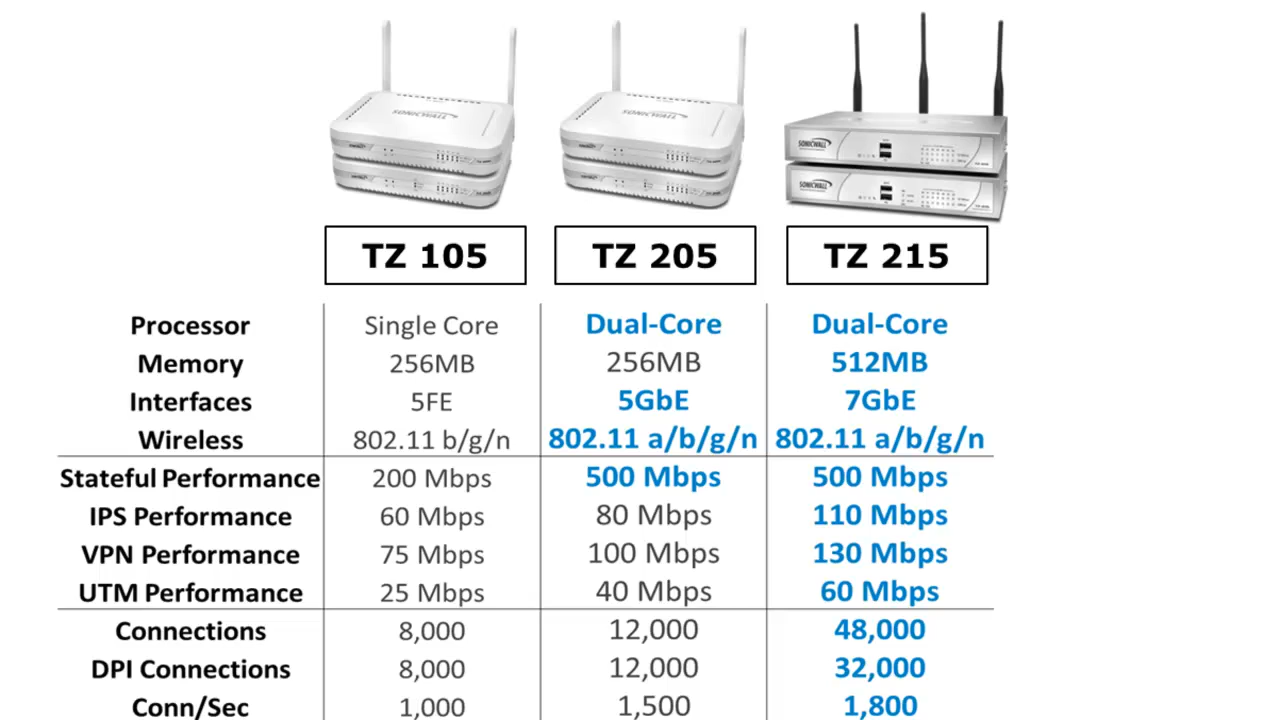 SONICWALL SONICWALL SONICWALL
SONICWALL
TZ 105 TZ 205 TZ 215
Processor Single Core Dual-Core Dual-Core
Memory 256MB 256MB 512MB
Interfaces 5FE 5GbE 7GbE
Wireless 802.11 b/g/n 802.11 a/b/g/n 802.11 a/b/g/n
Stateful Performance 200 Mbps 500 Mbps 500 Mbps
IPS Performance 60 Mbps 80 Mbps 110 Mbps
VPN Performance 75 Mbps 100 Mbps 130 Mbps
UTM Performance 25 Mbps 40 Mbps 60 Mbps
Connections 8,000 12,000 48,000
DPI Connections 8,000 12,000 32,000
Conn/Sec 1,000 1,500 1,800